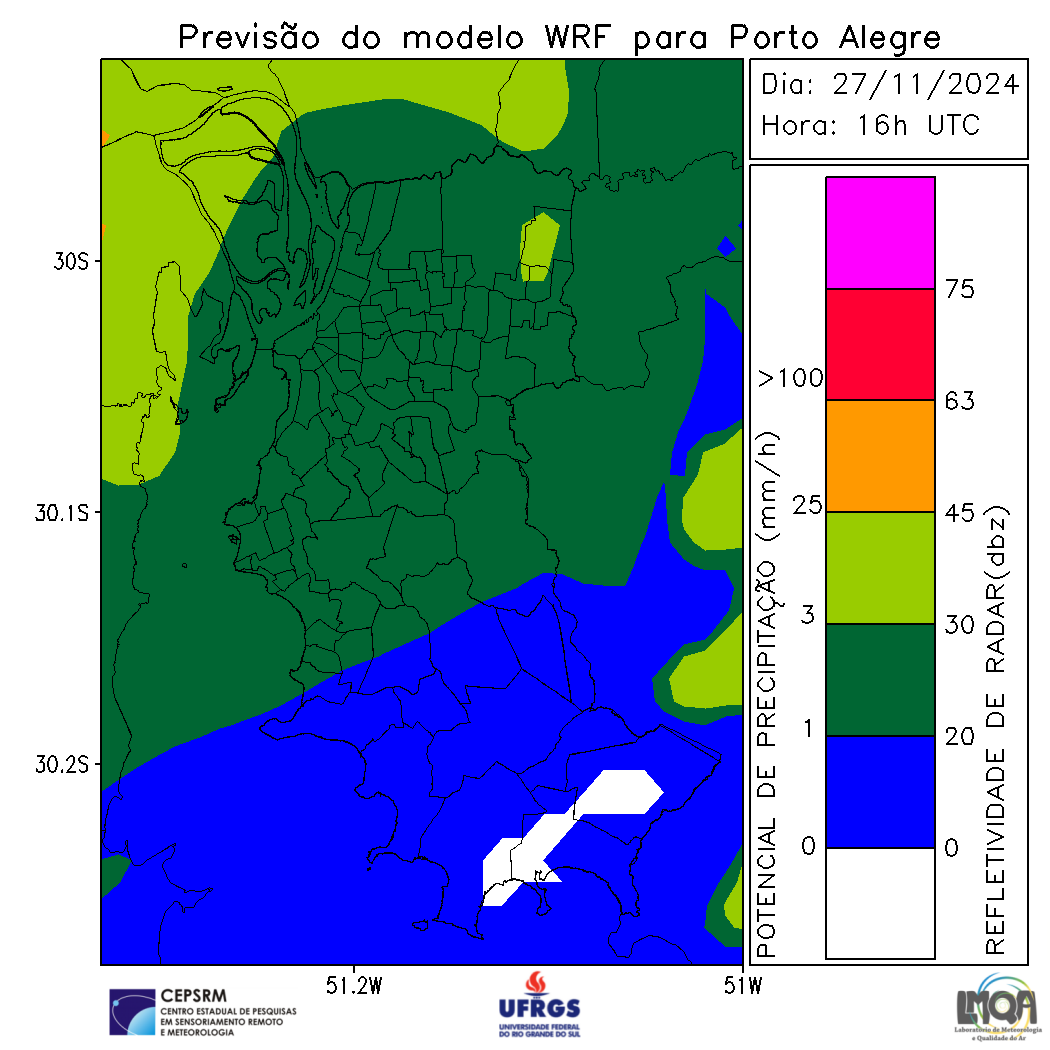 Previsão do modelo WRF para Porto Alegre
Dia: 27/11/2024
Hora: 16h UTC
30S
30.1S
30.2S
51.2W
51W
POTENCIAL DE PRECIPITAÇÃO (mm/h)
>100
25
3
1
0
75
63
45
30
20
0
REFLETIVIDADE DE RADAR(dbz)
CEPSRM
CENTRO ESTADUAL DE PESQUISAS
EM SENSORIAMENTO REMOTO
E METEOROLOGIA
UFRGS
UNIVERSIDADE FEDERAL
DO RIO GRANDE DO SUL
LMQA
Laboratório de Meteorologia
e Qualidade do Ar